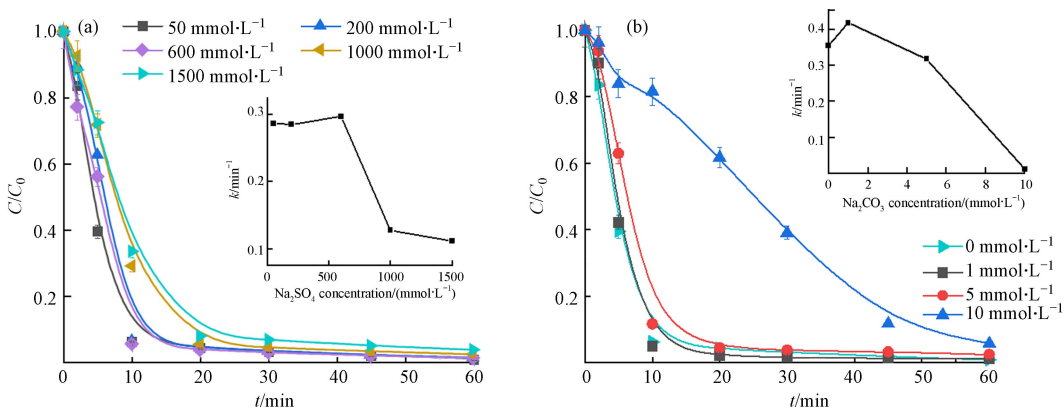 (a)
50 mmol·L⁻¹
200 mmol·L⁻¹
600 mmol·L⁻¹
1000 mmol·L⁻¹
1500 mmol·L⁻¹
1.0
0.8
0.6
0.4
0.2
C/C₀
0
10
20
30
40
50
60
t/min
0.3
0.2
0.1
k/min⁻¹
0
500
1000
1500
Na₂SO₄ concentration/(mmol·L⁻¹)
(b)
1.0
0.8
0.6
0.4
0.2
C/C₀
0
10
20
30
40
50
60
t/min
0.4
0.3
0.2
0.1
0
k/min⁻¹
0
2
4
6
8
10
Na₂CO₃ concentration/(mmol·L⁻¹)
0 mmol·L⁻¹
1 mmol·L⁻¹
5 mmol·L⁻¹
10 mmol·L⁻¹